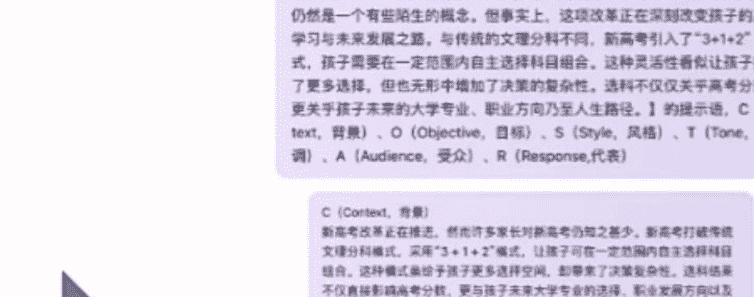 仍然是一个有些陌生的概念。但事实上，这项改革正在深刻改变孩子的
学习与未来发展之路。与传统的文理分科不同，新高考引入了“3+1+2”
式，孩子需要在一定范围内自主选择科目组合。这种灵活性看似让孩子
了更多选择，但也无形中增加了决策的复杂性。选科不仅仅关乎高考分
更关乎孩子未来的大学专业、职业方向乃至人生路径。】的提示语，C
text，背景）、O（Objective，目标）、S（Style，风格）、T（Tone，
调）、A（Audience，受众）、R（Response,代表）
C（Context，背景）
新高考改革正在推进，然而许多家长对新高考仍知之甚少。新高考打破传统
文理分科模式，采用“3+1+2”模式，让孩子可在一定范围内自主选择科目
组合。这种模式虽给予孩子更多选择空间，却带来了决策复杂性。选科结果
不仅直接影响高考分数，更与孩子未来大学专业的选择、职业发展方向以及